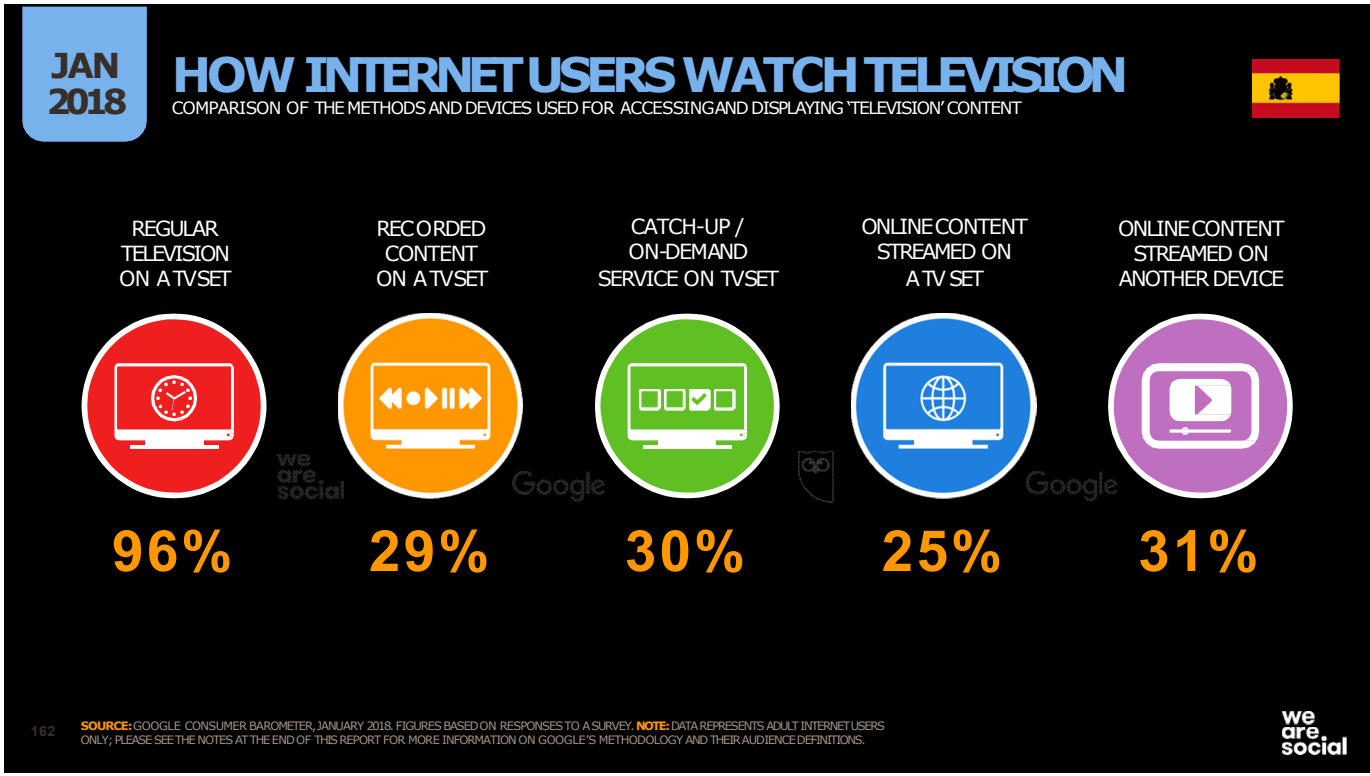 JAN
2018
HOW INTERNET USERS WATCH TELEVISION
COMPARISON OF THE METHODS AND DEVICES USED FOR ACCESSING AND DISPLAYING ‘TELEVISION’ CONTENT
REGULAR
TELEVISION
ON A TV SET
RECORDED
CONTENT
ON A TV SET
CATCH-UP /
ON-DEMAND
SERVICE ON TV SET
ONLINE CONTENT
STREAMED ON
A TV SET
ONLINE CONTENT
STREAMED ON
ANOTHER DEVICE
we
are
social
Google
Google
96%
29%
30%
25%
31%
162
SOURCE: GOOGLE CONSUMER BAROMETER, JANUARY 2018. FIGURES BASED ON RESPONSES TO A SURVEY. NOTE: DATA REPRESENTS ADULT INTERNET USERS
ONLY; PLEASE SEE THE NOTES AT THE END OF THIS REPORT FOR MORE INFORMATION ON GOOGLE’S METHODOLOGY AND THEIR AUDIENCE DEFINITIONS.
we
are
social